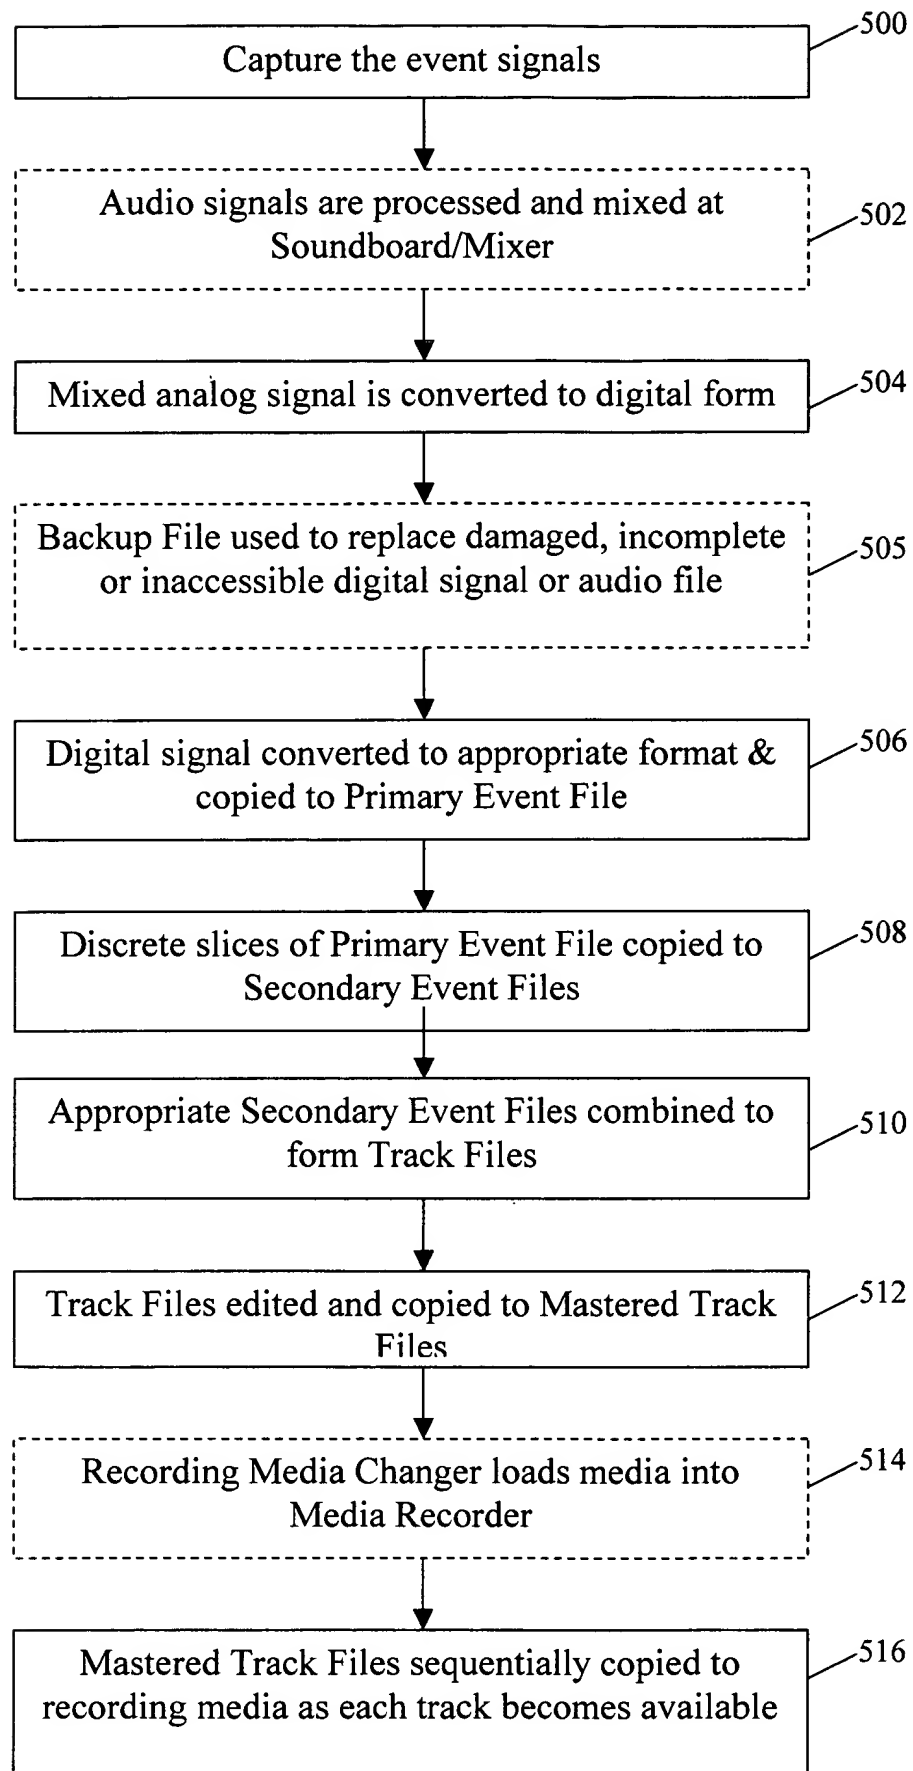 500
Capture the event signals
Audio signals are processed and mixed at
Soundboard/Mixer
502
Mixed analog signal is converted to digital form
504
Backup File used to replace damaged, incomplete
or inaccessible digital signal or audio file
505
Digital signal converted to appropriate format &
copied to Primary Event File
506
Discrete slices of Primary Event File copied to
Secondary Event Files
508
Appropriate Secondary Event Files combined to
form Track Files
510
Track Files edited and copied to Mastered Track
Files
512
Recording Media Changer loads media into
Media Recorder
514
Mastered Track Files sequentially copied to
recording media as each track becomes available
516